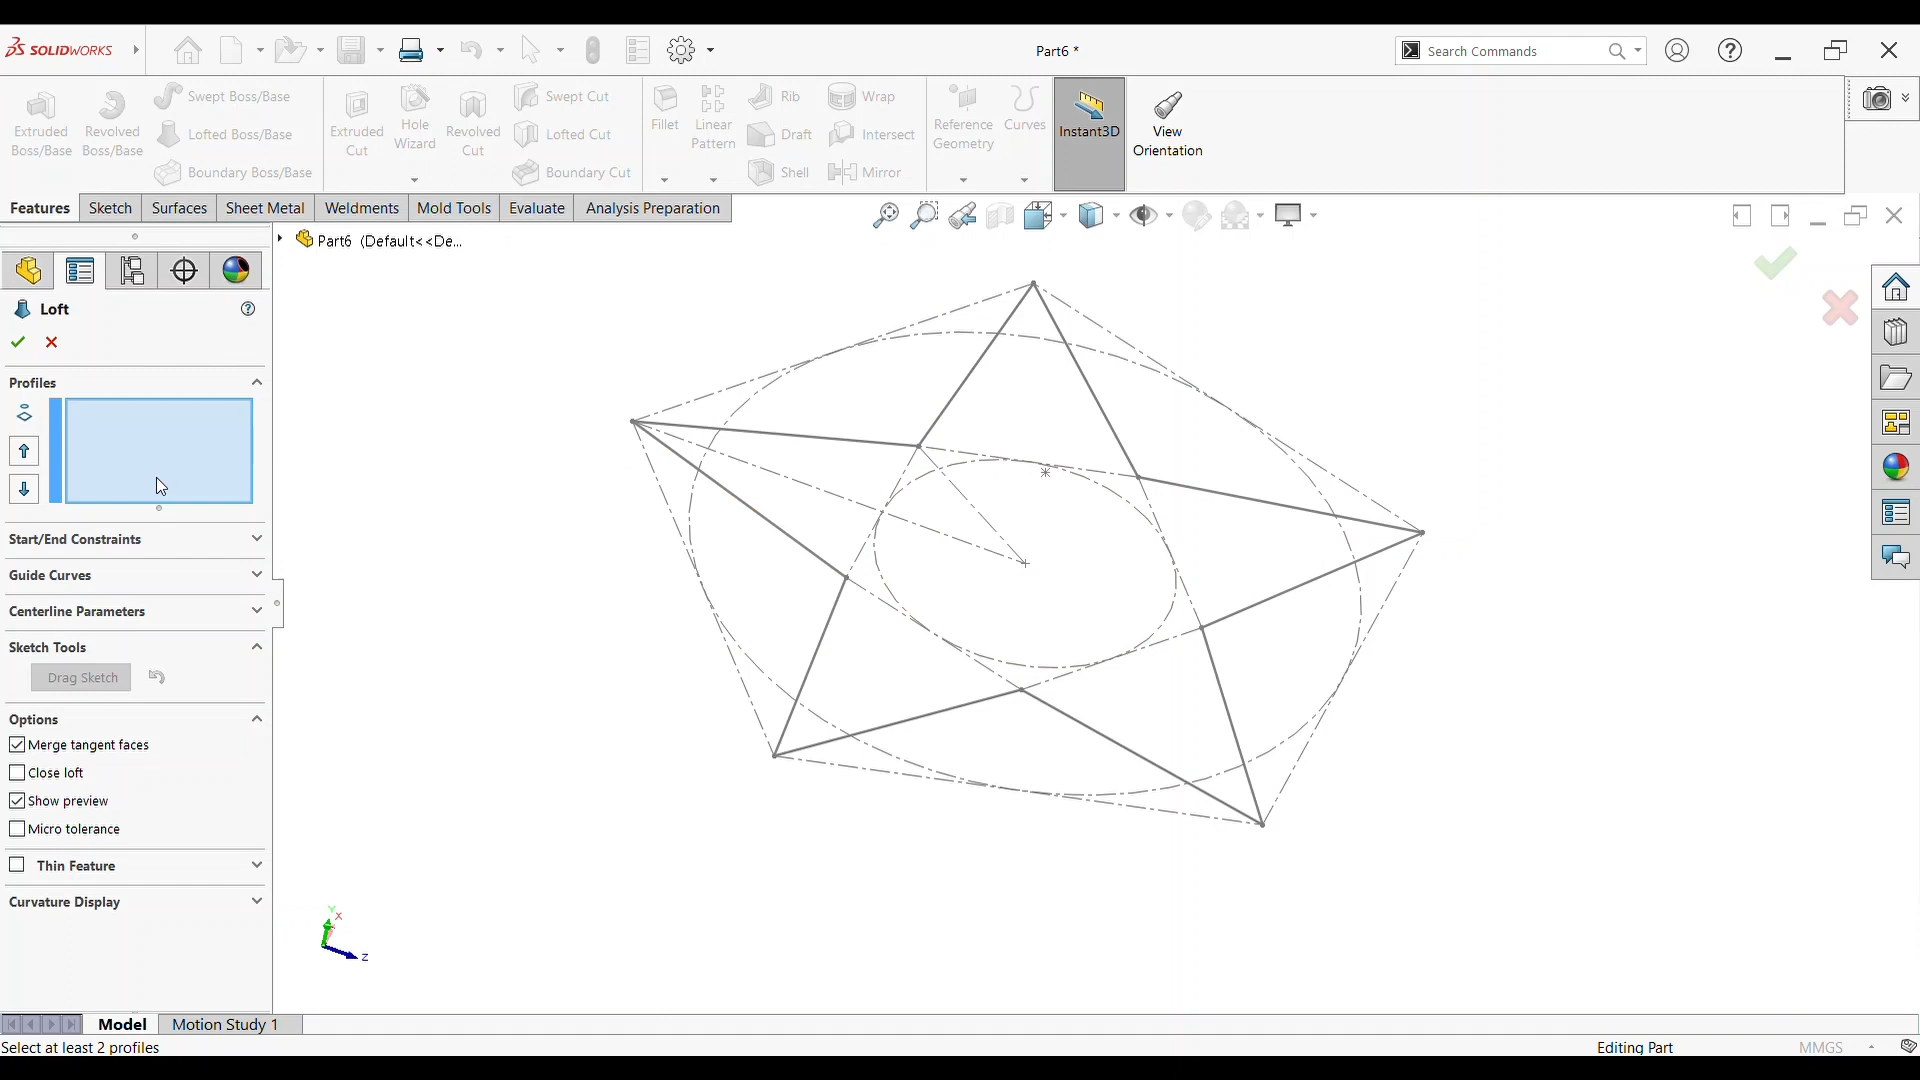 SOLIDWORKS
Part6 *
Search Commands
Extruded Boss/Base
Revolved Boss/Base
Swept Boss/Base
Lofted Boss/Base
Boundary Boss/Base
Extruded Cut
Hole Wizard
Revolved Cut
Swept Cut
Lofted Cut
Boundary Cut
Fillet
Linear Pattern
Rib
Draft
Shell
Wrap
Intersect
Mirror
Reference Geometry
Curves
Instant3D
View Orientation
Features
Sketch
Surfaces
Sheet Metal
Weldments
Mold Tools
Evaluate
Analysis Preparation
Part6 (Default<<De...
Loft
Profiles
Start/End Constraints
Guide Curves
Centerline Parameters
Sketch Tools
Drag Sketch
Options
Merge tangent faces
Close loft
Show preview
Micro tolerance
Thin Feature
Curvature Display
Y
X
Z
Model
Motion Study 1
Select at least 2 profiles
Editing Part
MMGS